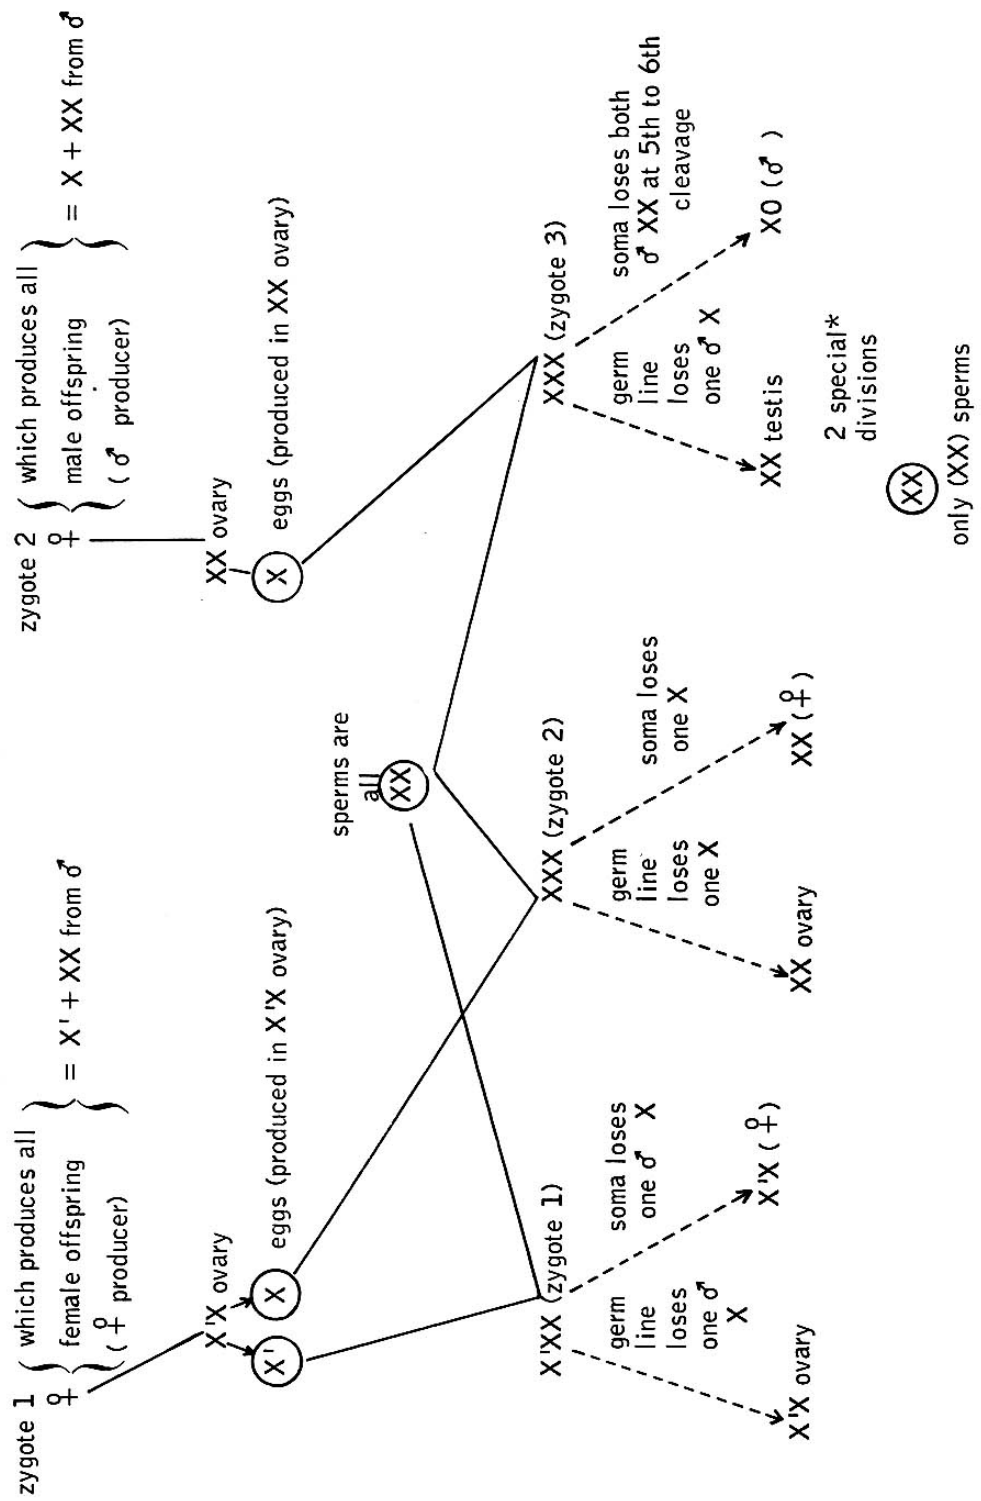 zygote 1
♀
{ which produces all
female offspring
(♀ producer)
} = X' + XX from ♂
zygote 2
♀
{ which produces all
male offspring
(♂ producer)
} = X + XX from ♂
X'X ovary
X'
X
eggs (produced in X'X ovary)
XX ovary
X
eggs (produced in XX ovary)
sperms are
all
XX
X'XX (zygote 1)
XXX (zygote 2)
XXX (zygote 3)
germ
line
loses
one ♂
X
soma loses
one ♂ X
germ
line
loses
one X
soma loses
one X
germ
line
loses
one ♂ X
soma loses both
♂ XX at 5th to 6th
cleavage
X'X ovary
X'X (♀)
XX ovary
XX (♀)
XX testis
XO (♂)
2 special*
divisions
XX
only (XX) sperms